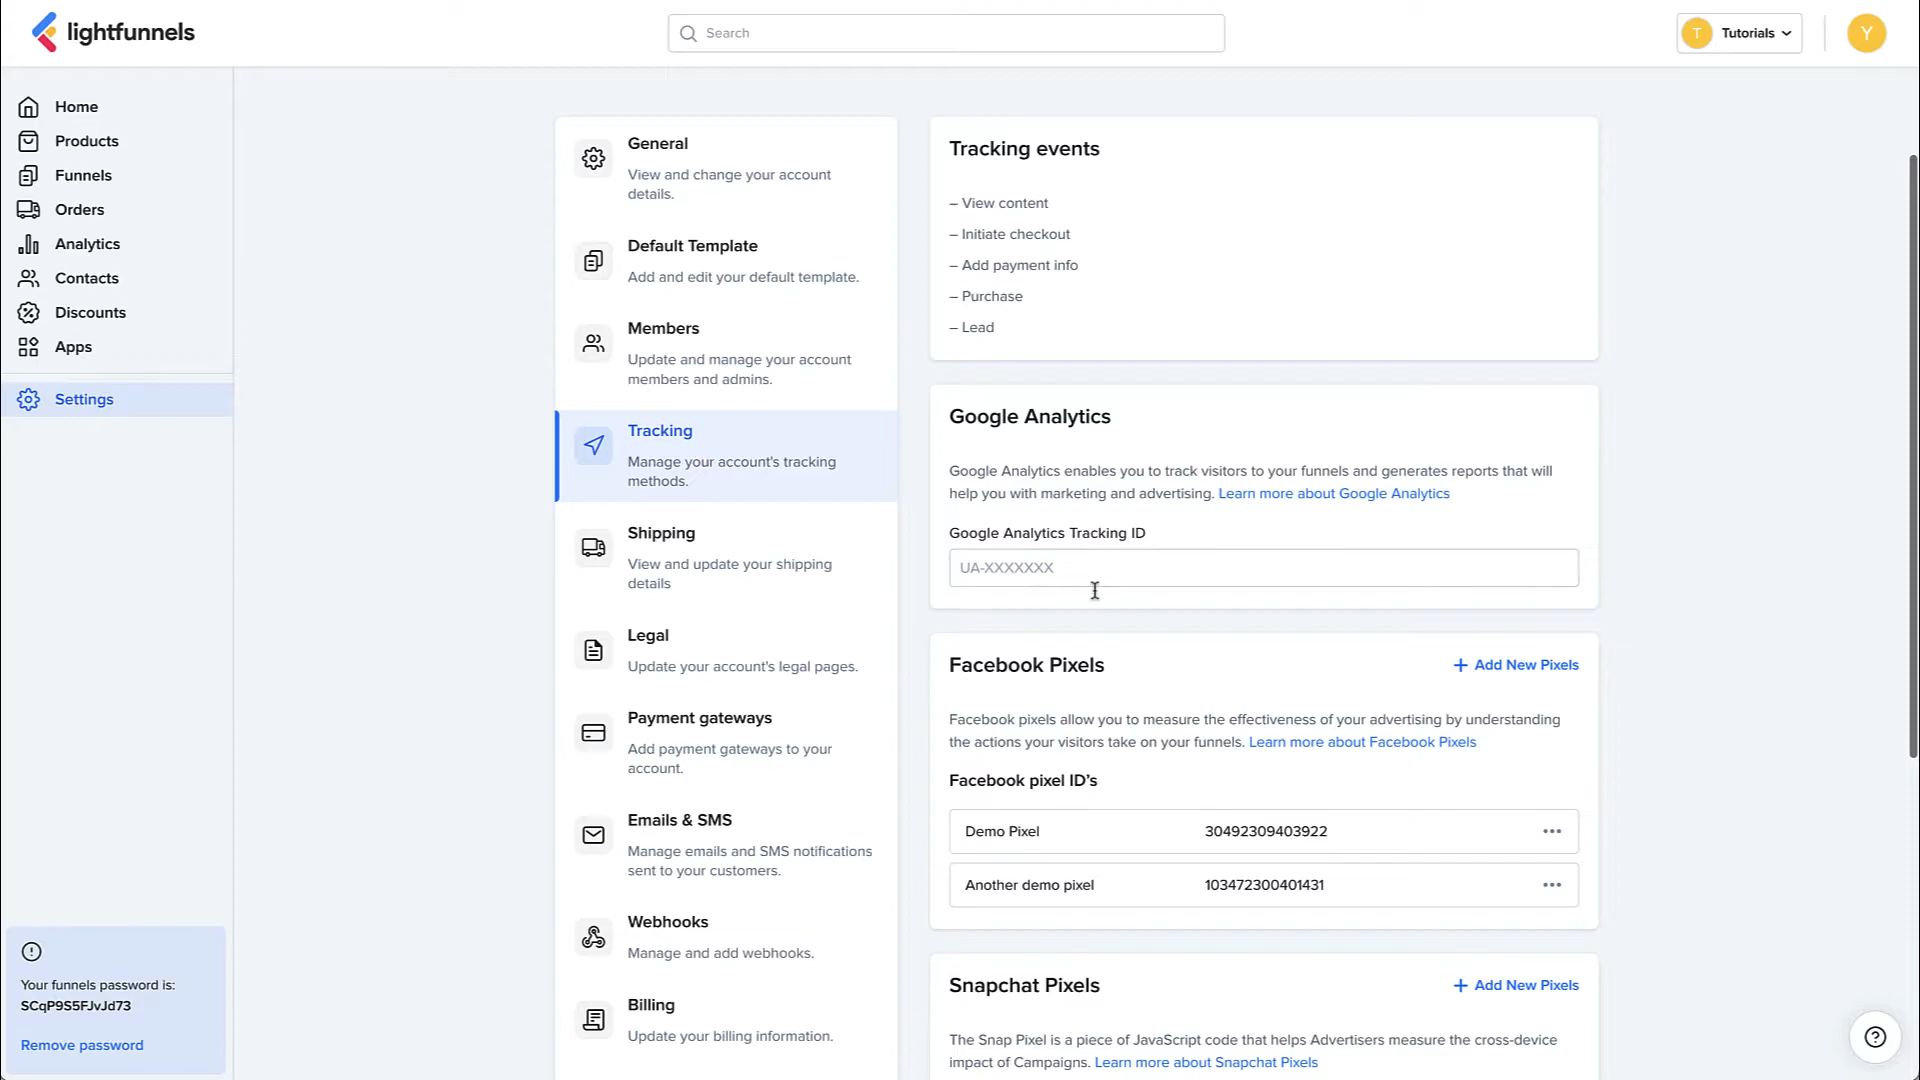 lightfunnels
Search
T
Tutorials
Y
Home
Products
Funnels
Orders
Analytics
Contacts
Discounts
Apps
Settings
Your funnels password is:
SCqP9S5FJvJd73
Remove password
General
View and change your account
details.
Default Template
Add and edit your default template.
Members
Update and manage your account
members and admins.
Tracking
Manage your account's tracking
methods.
Shipping
View and update your shipping
details
Legal
Update your account's legal pages.
Payment gateways
Add payment gateways to your
account.
Emails & SMS
Manage emails and SMS notifications
sent to your customers.
Webhooks
Manage and add webhooks.
Billing
Update your billing information.
Tracking events
– View content
– Initiate checkout
– Add payment info
– Purchase
– Lead
Google Analytics
Google Analytics enables you to track visitors to your funnels and generates reports that will
help you with marketing and advertising. Learn more about Google Analytics
Google Analytics Tracking ID
UA-XXXXXXX
Facebook Pixels
+ Add New Pixels
Facebook pixels allow you to measure the effectiveness of your advertising by understanding
the actions your visitors take on your funnels. Learn more about Facebook Pixels
Facebook pixel ID’s
Demo Pixel 30492309403922
Another demo pixel 103472300401431
Snapchat Pixels
+ Add New Pixels
The Snap Pixel is a piece of JavaScript code that helps Advertisers measure the cross-device
impact of Campaigns. Learn more about Snapchat Pixels